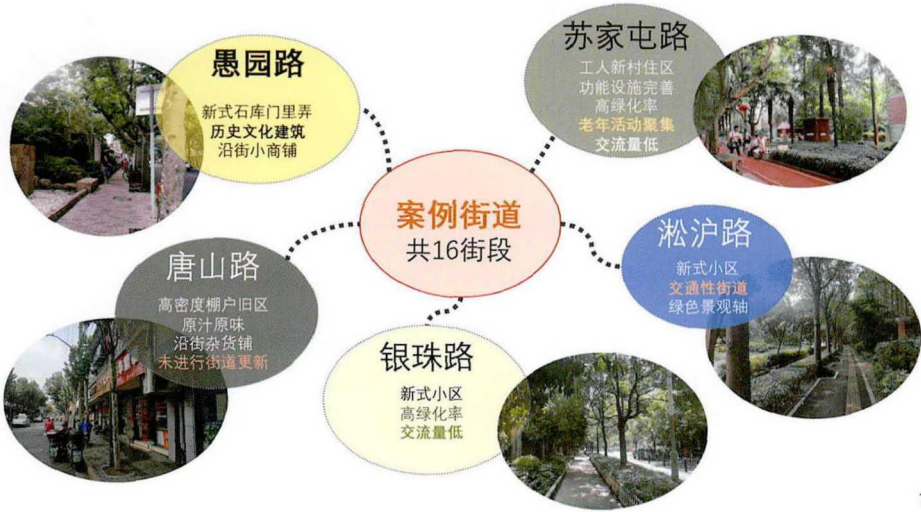 愚园路
新式石库门里弄
历史文化建筑
沿街小商铺
苏家屯路
工人新村住区
功能设施完善
高绿化率
老年活动聚集
交流量低
案例街道
共16街段
淞沪路
新式小区
交通性街道
绿色景观轴
唐山路
高密度棚户旧区
原汁原味
沿街杂货铺
未进行街道更新
银珠路
新式小区
高绿化率
交流量低